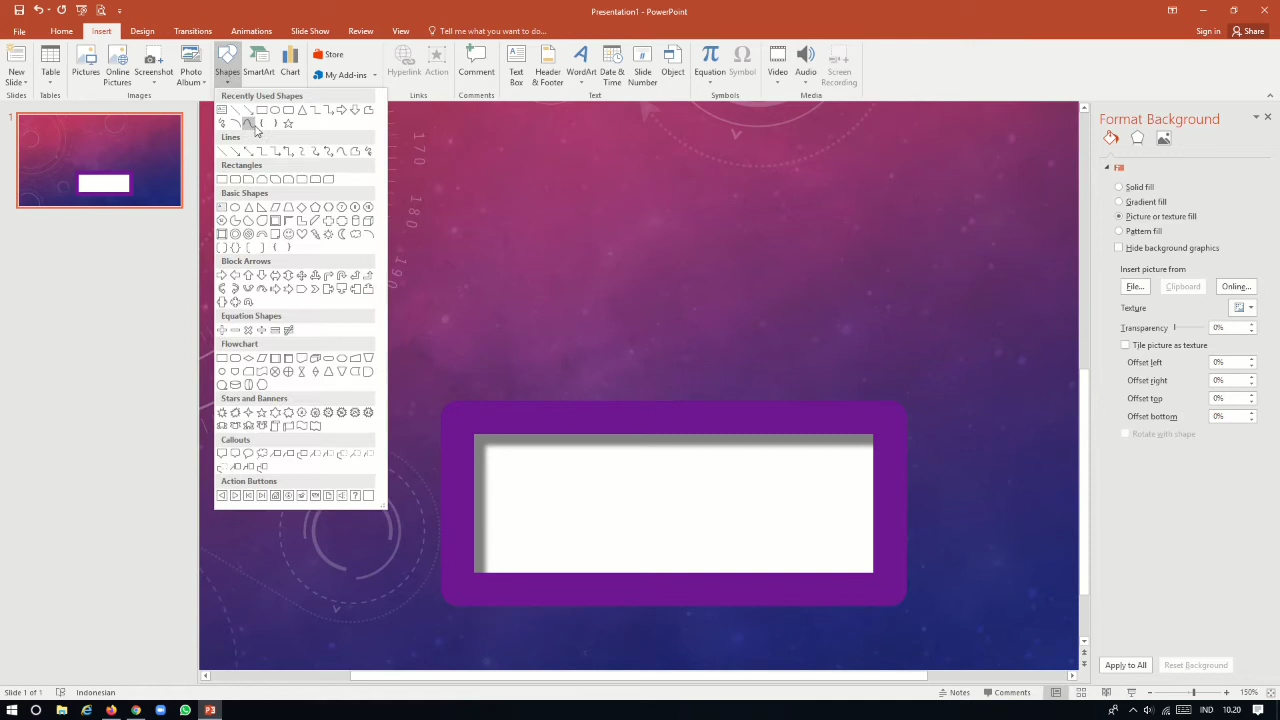 Presentation1 - PowerPoint
File Home Insert Design Transitions Animations Slide Show Review View Tell me what you want to do... Sign in Share
New Slide Table Pictures Online Pictures Screenshot Photo Album Shapes SmartArt Chart Store My Add-ins Hyperlink Action Comment Text Box Header & Footer WordArt Date & Time Slide Number Object Equation Symbol Video Audio Screen Recording
Slides Tables Images Links Comments Text Symbols Media
Recently Used Shapes
Lines
Rectangles
Basic Shapes
Block Arrows
Equation Shapes
Flowchart
Stars and Banners
Callouts
Action Buttons
1
170
180
190
Format Background
Fill
Solid fill
Gradient fill
Picture or texture fill
Pattern fill
Hide background graphics
Insert picture from
File... Clipboard Online...
Texture
Transparency 0%
Tile picture as texture
Offset left 0%
Offset right 0%
Offset top 0%
Offset bottom 0%
Rotate with shape
Apply to All Reset Background
Slide 1 of 1 Indonesian Notes Comments 150%
IND 10.20